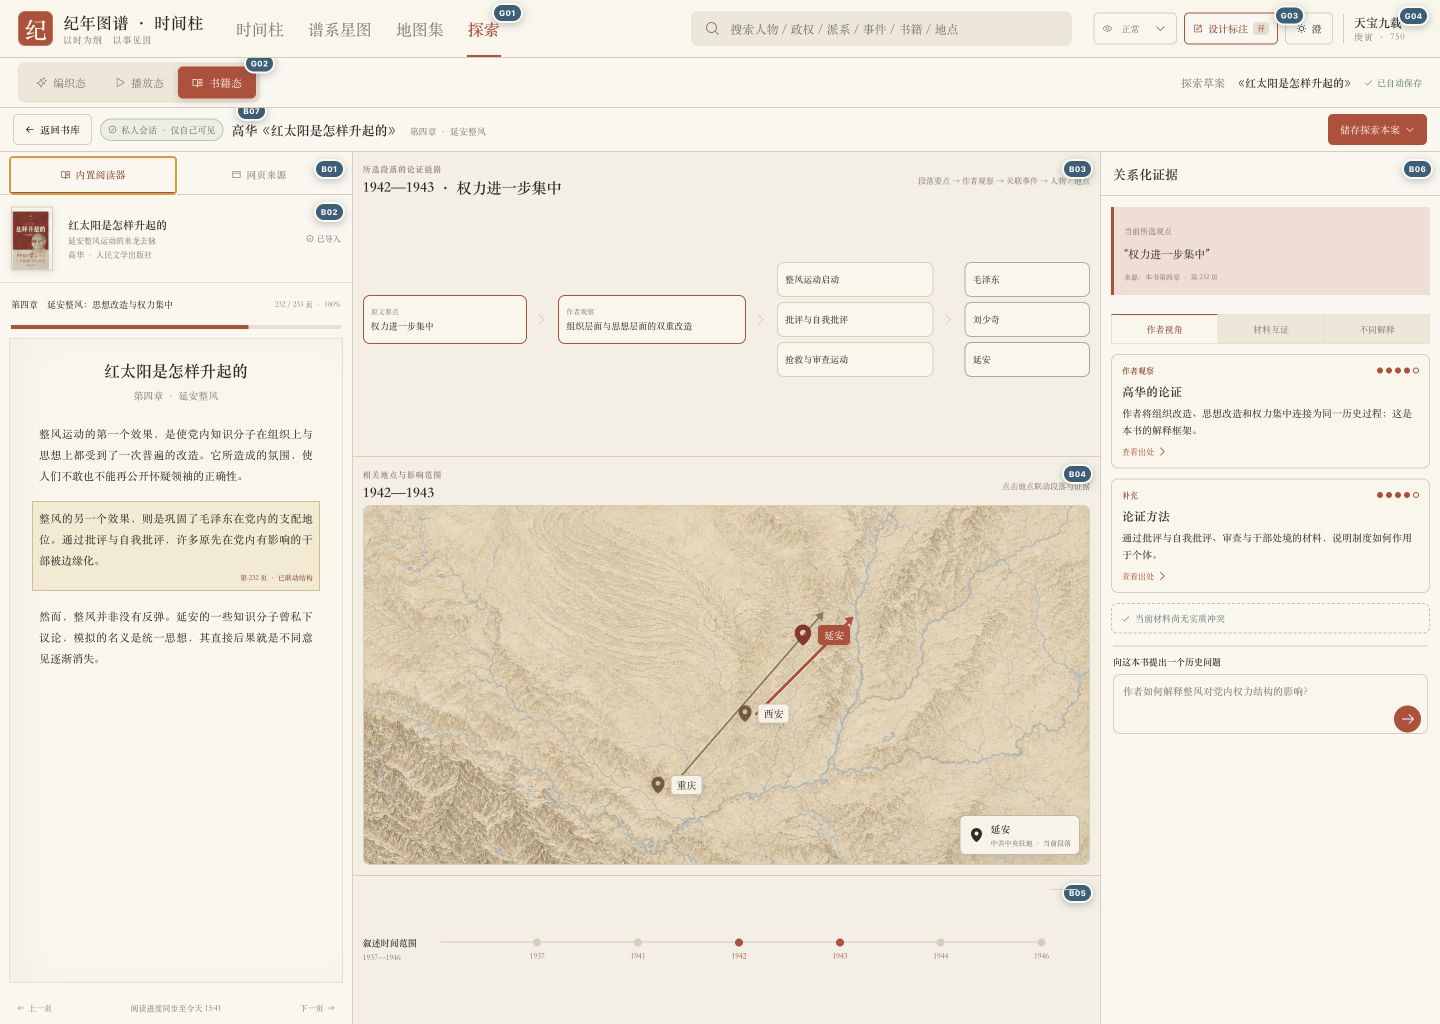 纪 纪年图谱 · 时间柱
以时为纲 以事见因
时间柱 谱系星图 地图集 探索
G01
搜索人物 / 政权 / 派系 / 事件 / 书籍 / 地点
正常
设计标注 开
G03
澄
天宝九载
G04
庚寅 · 750
编织态 播放态 书籍态
G02
探索草案 《红太阳是怎样升起的》 已自动保存
返回书库
私人会话 · 仅自己可见
B07
高华《红太阳是怎样升起的》 第四章 · 延安整风
储存探索本案
内置阅读器 网页来源
B01
红太阳是怎样升起的
延安整风运动的来龙去脉
高华 · 人民文学出版社
B02
已导入
第四章 延安整风：思想改造与权力集中
232 / 233 页 · 100%
红太阳是怎样升起的
第四章 · 延安整风
整风运动的第一个效果，是使党内知识分子在组织上与
思想上都受到了一次普遍的改造。它所造成的氛围，使
人们不敢也不能再公开怀疑领袖的正确性。
整风的另一个效果，则是巩固了毛泽东在党内的支配地
位。通过批评与自我批评，许多原先在党内有影响的干
部被边缘化。
第 232 页 · 已联动结构
然而，整风并非没有反弹。延安的一些知识分子曾私下
议论，模拟的名义是统一思想，其直接后果就是不同意
见逐渐消失。
← 上一页 阅读进度同步至今天 15:41 下一页 →
所选段落的论证链路
1942—1943 · 权力进一步集中
B03
段落要点 → 作者观察 → 关联事件 → 人物 / 地点
原文要点
权力进一步集中
作者观察
组织层面与思想层面的双重改造
整风运动启动
批评与自我批评
抢救与审查运动
毛泽东
刘少奇
延安
相关地点与影响范围
1942—1943
B04
点击地点联动段落与证据
延安
西安
重庆
延安
中共中央驻地 · 当前段落
B05
叙述时间范围
1937—1946
1937 1941 1942 1943 1944 1946
关系化证据
B06
当前所选观点
“权力进一步集中”
来源：本书第四章 · 第 232 页
作者视角 材料互证 不同解释
作者观察
高华的论证
作者将组织改造、思想改造和权力集中连接为同一历史过程；这是
本书的解释框架。
查看出处
补充
论证方法
通过批评与自我批评、审查与干部处境的材料，说明制度如何作用
于个体。
查看出处
当前材料尚无实质冲突
向这本书提出一个历史问题
作者如何解释整风对党内权力结构的影响？